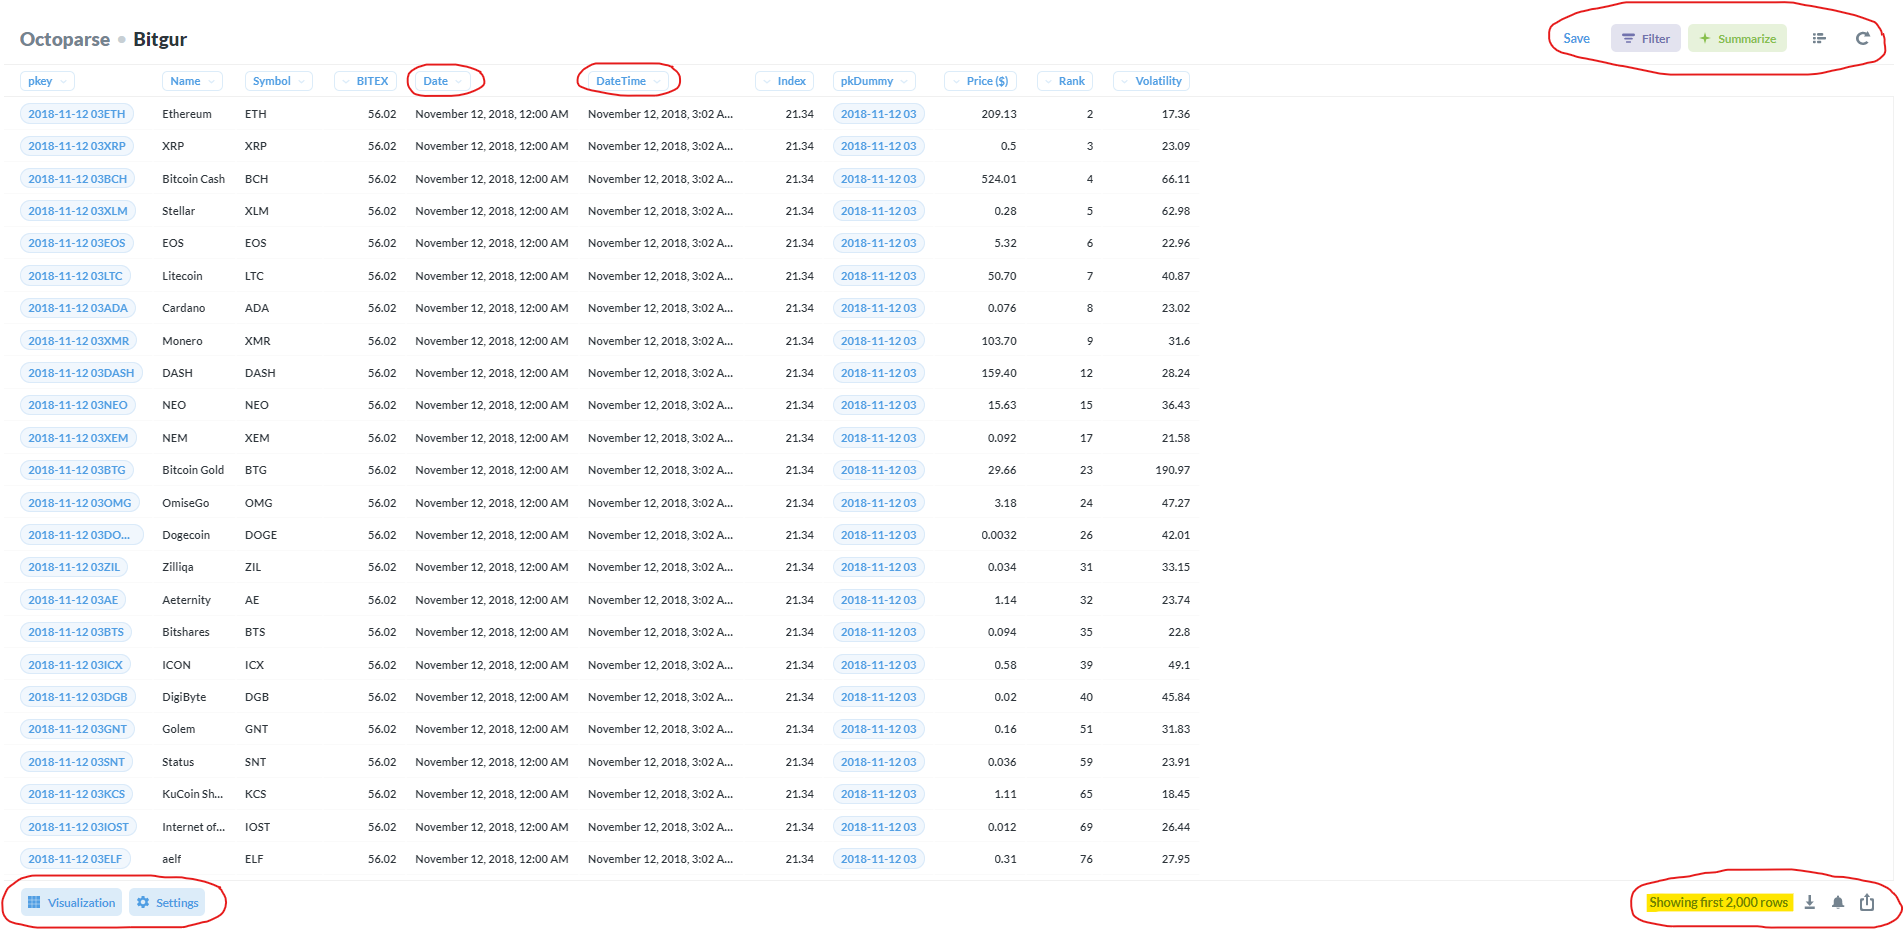 Octoparse • Bitgur
Save Filter Summarize
pkey Name Symbol BITEX Date DateTime Index pkDummy Price ($) Rank Volatility
2018-11-12 03ETH Ethereum ETH 56.02 November 12, 2018, 12:00 AM November 12, 2018, 3:02 A... 21.34 2018-11-12 03 209.13 2 17.36
2018-11-12 03XRP XRP XRP 56.02 November 12, 2018, 12:00 AM November 12, 2018, 3:02 A... 21.34 2018-11-12 03 0.5 3 23.09
2018-11-12 03BCH Bitcoin Cash BCH 56.02 November 12, 2018, 12:00 AM November 12, 2018, 3:02 A... 21.34 2018-11-12 03 524.01 4 66.11
2018-11-12 03XLM Stellar XLM 56.02 November 12, 2018, 12:00 AM November 12, 2018, 3:02 A... 21.34 2018-11-12 03 0.28 5 62.98
2018-11-12 03EOS EOS EOS 56.02 November 12, 2018, 12:00 AM November 12, 2018, 3:02 A... 21.34 2018-11-12 03 5.32 6 22.96
2018-11-12 03LTC Litecoin LTC 56.02 November 12, 2018, 12:00 AM November 12, 2018, 3:02 A... 21.34 2018-11-12 03 50.70 7 40.87
2018-11-12 03ADA Cardano ADA 56.02 November 12, 2018, 12:00 AM November 12, 2018, 3:02 A... 21.34 2018-11-12 03 0.076 8 23.02
2018-11-12 03XMR Monero XMR 56.02 November 12, 2018, 12:00 AM November 12, 2018, 3:02 A... 21.34 2018-11-12 03 103.70 9 31.6
2018-11-12 03DASH DASH DASH 56.02 November 12, 2018, 12:00 AM November 12, 2018, 3:02 A... 21.34 2018-11-12 03 159.40 12 28.24
2018-11-12 03NEO NEO NEO 56.02 November 12, 2018, 12:00 AM November 12, 2018, 3:02 A... 21.34 2018-11-12 03 15.63 15 36.43
2018-11-12 03XEM NEM XEM 56.02 November 12, 2018, 12:00 AM November 12, 2018, 3:02 A... 21.34 2018-11-12 03 0.092 17 21.58
2018-11-12 03BTG Bitcoin Gold BTG 56.02 November 12, 2018, 12:00 AM November 12, 2018, 3:02 A... 21.34 2018-11-12 03 29.66 23 190.97
2018-11-12 03OMG OmiseGo OMG 56.02 November 12, 2018, 12:00 AM November 12, 2018, 3:02 A... 21.34 2018-11-12 03 3.18 24 47.27
2018-11-12 03DO... Dogecoin DOGE 56.02 November 12, 2018, 12:00 AM November 12, 2018, 3:02 A... 21.34 2018-11-12 03 0.0032 26 42.01
2018-11-12 03ZIL Zilliqa ZIL 56.02 November 12, 2018, 12:00 AM November 12, 2018, 3:02 A... 21.34 2018-11-12 03 0.034 31 33.15
2018-11-12 03AE Aeternity AE 56.02 November 12, 2018, 12:00 AM November 12, 2018, 3:02 A... 21.34 2018-11-12 03 1.14 32 23.74
2018-11-12 03BTS Bitshares BTS 56.02 November 12, 2018, 12:00 AM November 12, 2018, 3:02 A... 21.34 2018-11-12 03 0.094 35 22.8
2018-11-12 03ICX ICON ICX 56.02 November 12, 2018, 12:00 AM November 12, 2018, 3:02 A... 21.34 2018-11-12 03 0.58 39 49.1
2018-11-12 03DGB DigiByte DGB 56.02 November 12, 2018, 12:00 AM November 12, 2018, 3:02 A... 21.34 2018-11-12 03 0.02 40 45.84
2018-11-12 03GNT Golem GNT 56.02 November 12, 2018, 12:00 AM November 12, 2018, 3:02 A... 21.34 2018-11-12 03 0.16 51 31.83
2018-11-12 03SNT Status SNT 56.02 November 12, 2018, 12:00 AM November 12, 2018, 3:02 A... 21.34 2018-11-12 03 0.036 59 23.91
2018-11-12 03KCS KuCoin Sh... KCS 56.02 November 12, 2018, 12:00 AM November 12, 2018, 3:02 A... 21.34 2018-11-12 03 1.11 65 18.45
2018-11-12 03IOST Internet of... IOST 56.02 November 12, 2018, 12:00 AM November 12, 2018, 3:02 A... 21.34 2018-11-12 03 0.012 69 26.44
2018-11-12 03ELF aelf ELF 56.02 November 12, 2018, 12:00 AM November 12, 2018, 3:02 A... 21.34 2018-11-12 03 0.31 76 27.95
Visualization Settings Showing first 2,000 rows